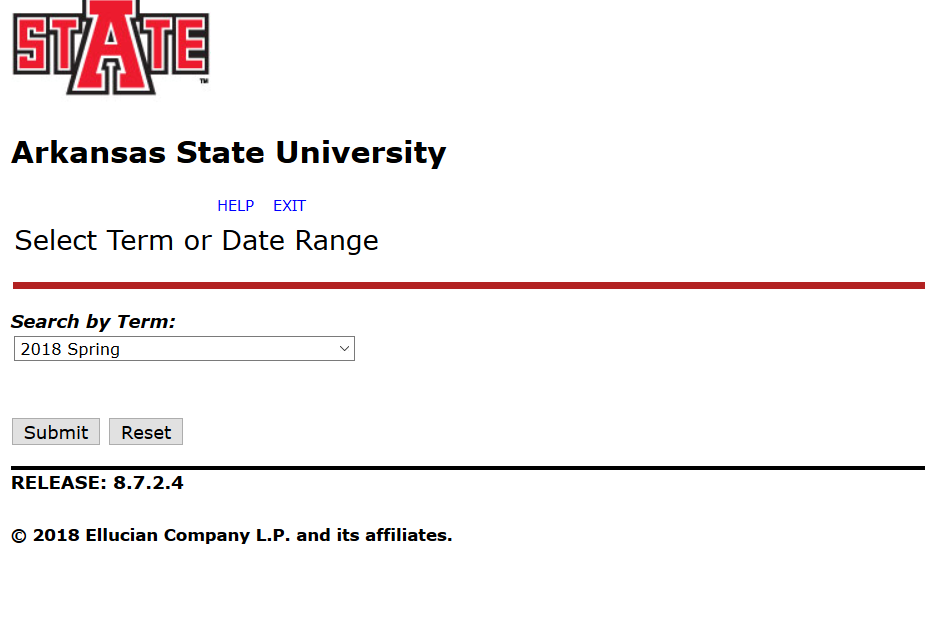 STATE
TM
Arkansas State University
HELP EXIT
Select Term or Date Range
Search by Term:
2018 Spring
Submit Reset
RELEASE: 8.7.2.4
© 2018 Ellucian Company L.P. and its affiliates.